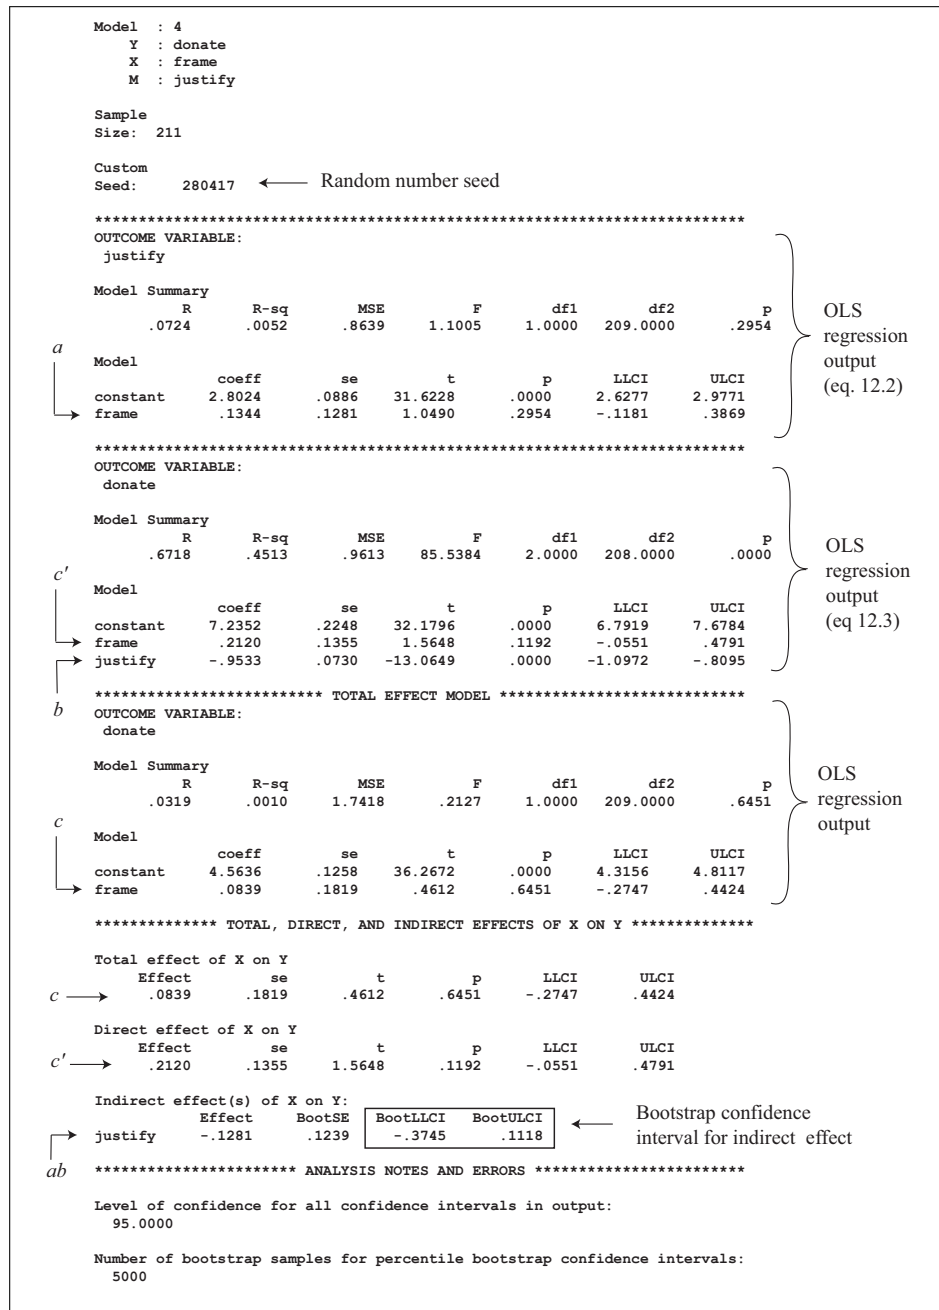 Model  : 4
Y  : donate
X  : frame
M  : justify
Sample
Size:  211
Custom
Seed:     280417
Random number seed
**************************************************************************
OUTCOME VARIABLE:
justify
Model Summary
R       R-sq        MSE          F        df1        df2          p
.0724      .0052      .8639     1.1005     1.0000   209.0000      .2954
OLS
regression
output
(eq. 12.2)
a
Model
coeff         se          t          p       LLCI       ULCI
constant     2.8024      .0886    31.6228      .0000     2.6277     2.9771
frame         .1344      .1281     1.0490      .2954     -.1181      .3869
**************************************************************************
OUTCOME VARIABLE:
donate
Model Summary
R       R-sq        MSE          F        df1        df2          p
.6718      .4513      .9613    85.5384     2.0000   208.0000      .0000
OLS
regression
output
(eq 12.3)
c′
Model
coeff         se          t          p       LLCI       ULCI
constant     7.2352      .2248    32.1796      .0000     6.7919     7.6784
frame         .2120      .1355     1.5648      .1192     -.0551      .4791
justify      -.9533      .0730   -13.0649      .0000    -1.0972     -.8095
b
************************** TOTAL EFFECT MODEL ****************************
OUTCOME VARIABLE:
donate
Model Summary
R       R-sq        MSE          F        df1        df2          p
.0319      .0010     1.7418      .2127     1.0000   209.0000      .6451
OLS
regression
output
c
Model
coeff         se          t          p       LLCI       ULCI
constant     4.5636      .1258    36.2672      .0000     4.3156     4.8117
frame         .0839      .1819      .4612      .6451     -.2747      .4424
************** TOTAL, DIRECT, AND INDIRECT EFFECTS OF X ON Y **************
Total effect of X on Y
Effect         se          t          p       LLCI       ULCI
c   .0839      .1819      .4612      .6451     -.2747      .4424
Direct effect of X on Y
Effect         se          t          p       LLCI       ULCI
c′   .2120      .1355     1.5648      .1192     -.0551      .4791
Indirect effect(s) of X on Y:
Effect     BootSE   BootLLCI   BootULCI
justify     -.1281      .1239     -.3745      .1118
Bootstrap confidence
interval for indirect effect
ab
*********************** ANALYSIS NOTES AND ERRORS ************************
Level of confidence for all confidence intervals in output:
95.0000
Number of bootstrap samples for percentile bootstrap confidence intervals:
5000